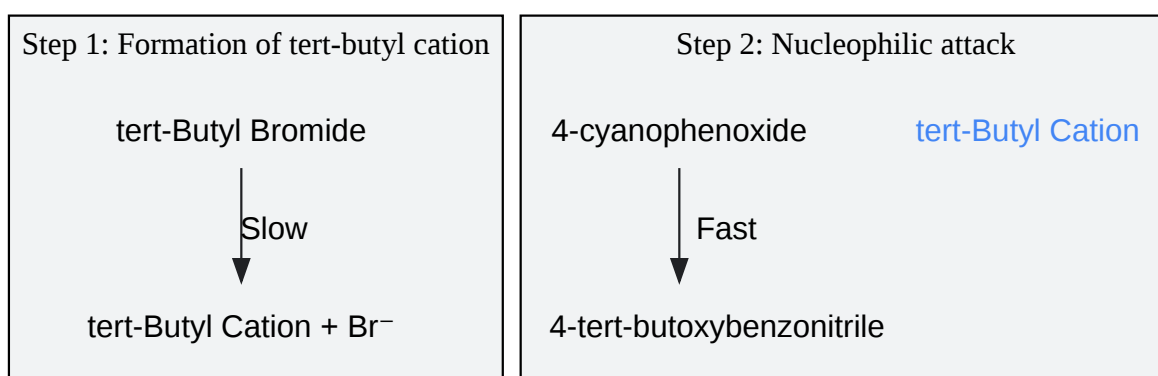 Step 1: Formation of tert-butyl cation
tert-Butyl Bromide
Slow
tert-Butyl Cation + Br⁻
Step 2: Nucleophilic attack
4-cyanophenoxide
tert-Butyl Cation
Fast
4-tert-butoxybenzonitrile